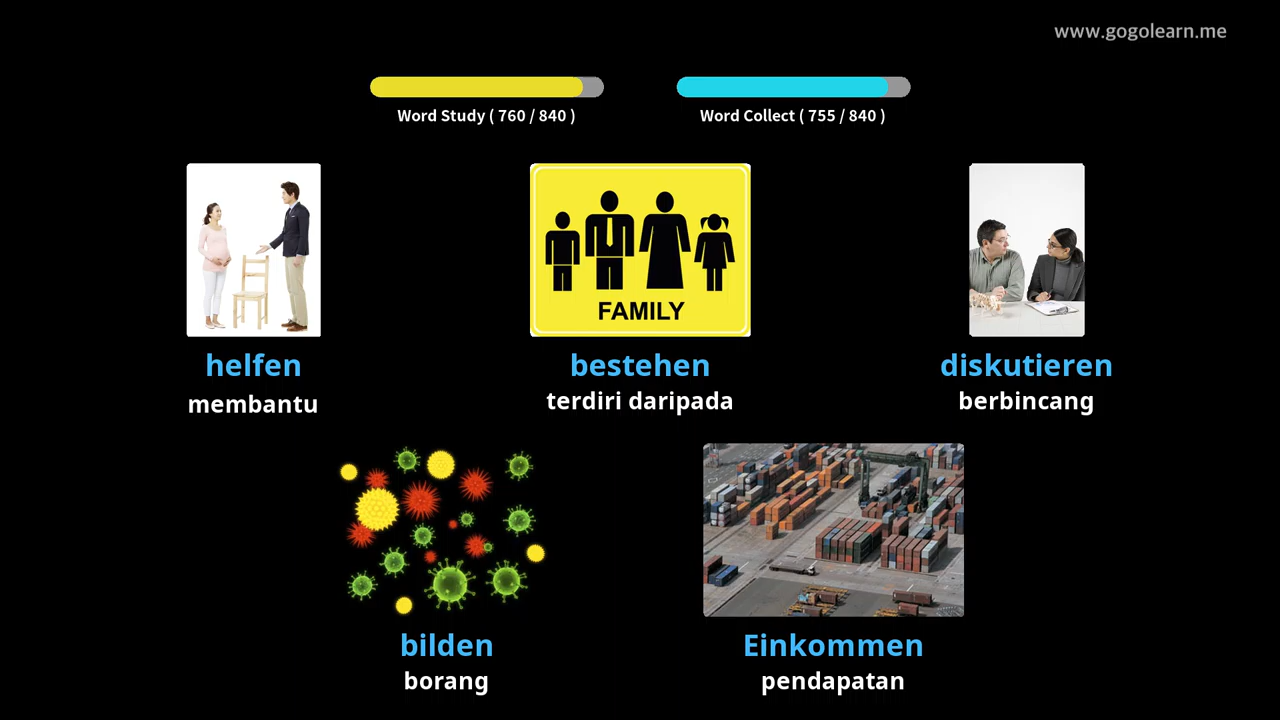 www.gogolearn.me
Word Study ( 760 / 840 )
Word Collect ( 755 / 840 )
FAMILY
helfen
bestehen
diskutieren
membantu
terdiri daripada
berbincang
bilden
Einkommen
borang
pendapatan